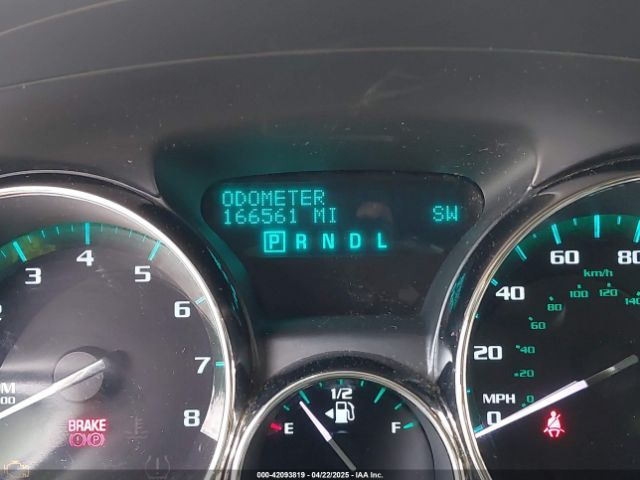 ODOMETER
166561 MI SW
P R N D L
3 4 5 6 7 8
BRAKE
P
1/2
E F
20 40 60 80
km/h
.0 .20 .40 60 80 100 120
MPH
0
000-42093819 - 04/22/2025 - IAA Inc.